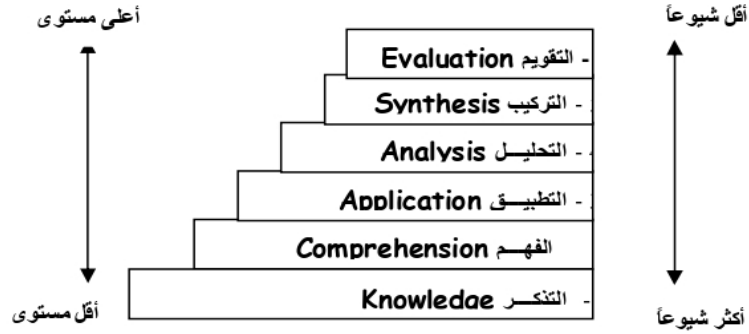 أقل شيوعاً
أعلى مستوى
- التقويم Evaluation
- التركيب Synthesis
- التحليـــل Analysis
- التطبيـــق Application
الفهـــم Comprehension
- التذكـــر Knowledge
أكثر شيوعاً
أقل مستوى